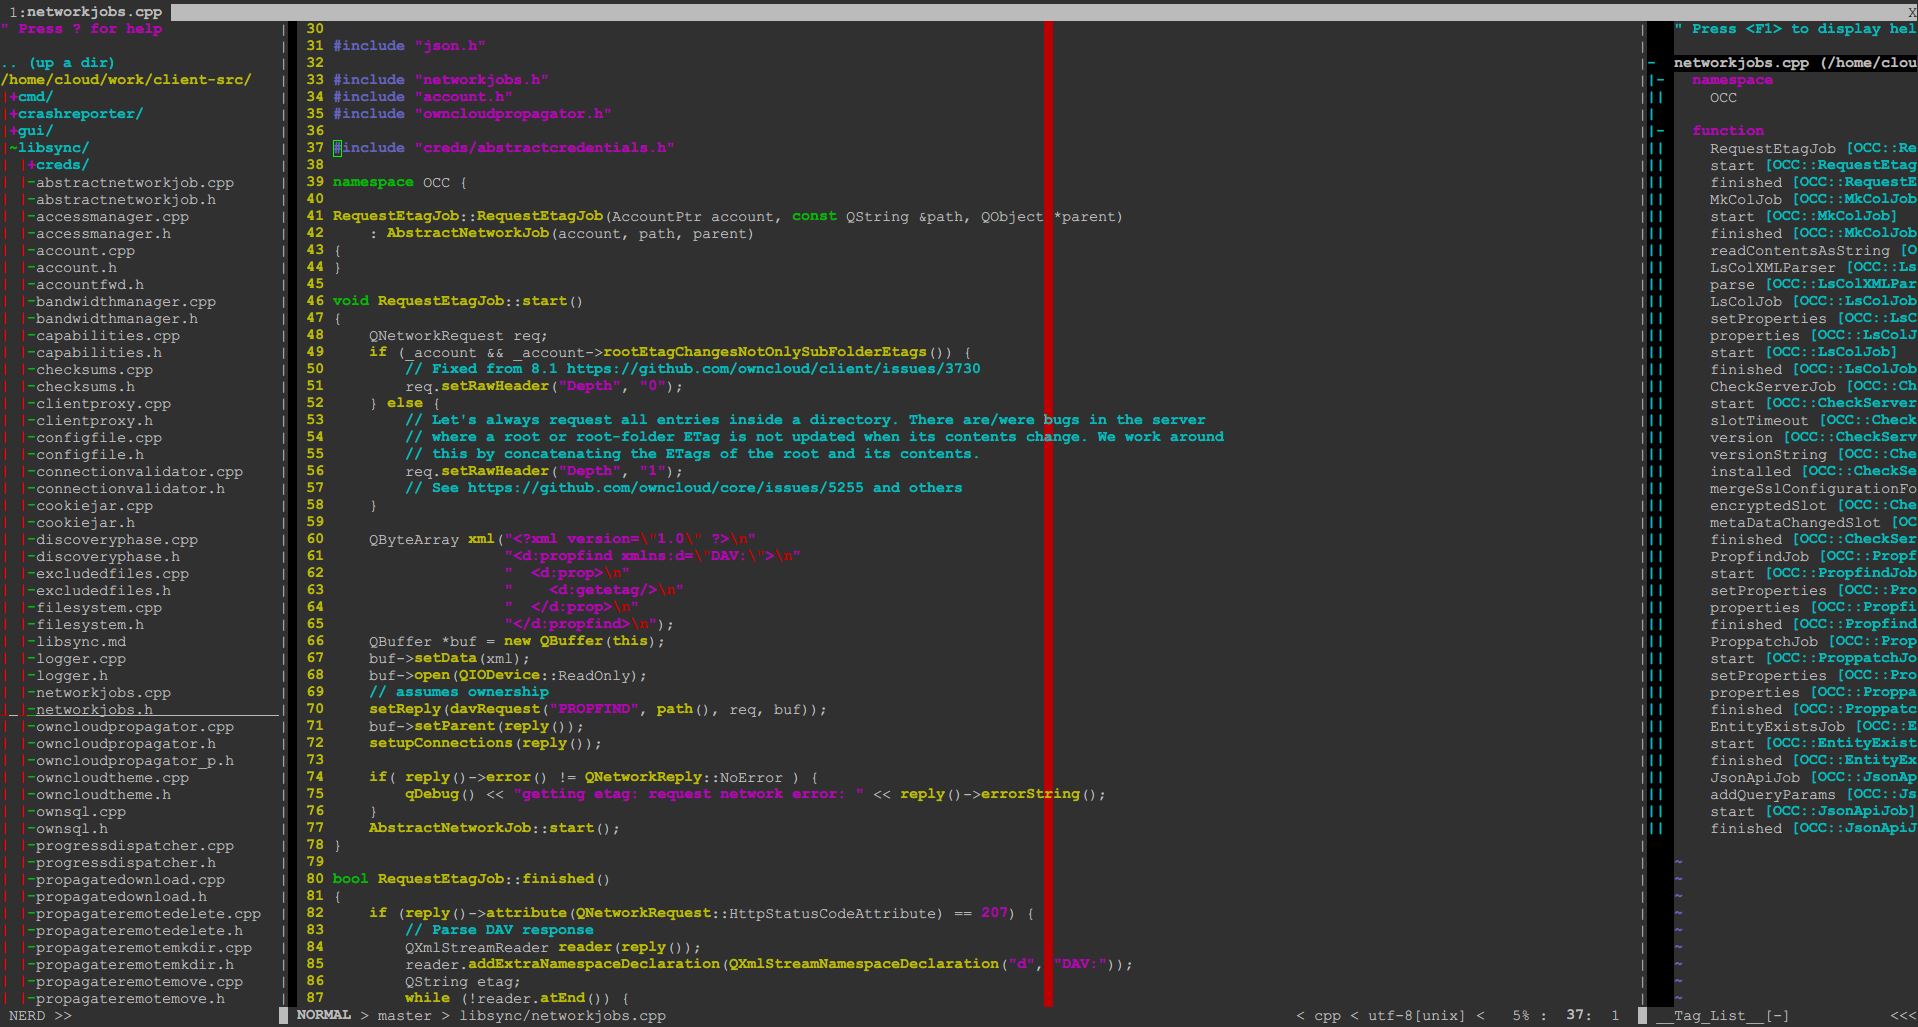 1:networkjobs.cpp X
" Press ? for help
.. (up a dir)
/home/cloud/work/client-src/
|+cmd/
|+crashreporter/
|+gui/
|~libsync/
| |+creds/
| |-abstractnetworkjob.cpp
| |-abstractnetworkjob.h
| |-accessmanager.cpp
| |-accessmanager.h
| |-account.cpp
| |-account.h
| |-accountfwd.h
| |-bandwidthmanager.cpp
| |-bandwidthmanager.h
| |-capabilities.cpp
| |-capabilities.h
| |-checksums.cpp
| |-checksums.h
| |-clientproxy.cpp
| |-clientproxy.h
| |-configfile.cpp
| |-configfile.h
| |-connectionvalidator.cpp
| |-connectionvalidator.h
| |-cookiejar.cpp
| |-cookiejar.h
| |-discoveryphase.cpp
| |-discoveryphase.h
| |-excludedfiles.cpp
| |-excludedfiles.h
| |-filesystem.cpp
| |-filesystem.h
| |-libsync.md
| |-logger.cpp
| |-logger.h
| |-networkjobs.cpp
| |-networkjobs.h
| |-owncloudpropagator.cpp
| |-owncloudpropagator.h
| |-owncloudpropagator_p.h
| |-owncloudtheme.cpp
| |-owncloudtheme.h
| |-ownsql.cpp
| |-ownsql.h
| |-progressdispatcher.cpp
| |-progressdispatcher.h
| |-propagatedownload.cpp
| |-propagatedownload.h
| |-propagateremotedelete.cpp
| |-propagateremotedelete.h
| |-propagateremotemkdir.cpp
| |-propagateremotemkdir.h
| |-propagateremotemove.cpp
| |-propagateremotemove.h
30
31 #include "json.h"
32
33 #include "networkjobs.h"
34 #include "account.h"
35 #include "owncloudpropagator.h"
36
37 #include "creds/abstractcredentials.h"
38
39 namespace OCC {
40
41 RequestEtagJob::RequestEtagJob(AccountPtr account, const QString &path, QObject *parent)
42     : AbstractNetworkJob(account, path, parent)
43 {
44 }
45
46 void RequestEtagJob::start()
47 {
48     QNetworkRequest req;
49     if (_account && _account->rootEtagChangesNotOnlySubFolderEtags()) {
50         // Fixed from 8.1 https://github.com/owncloud/client/issues/3730
51         req.setRawHeader("Depth", "0");
52     } else {
53         // Let's always request all entries inside a directory. There are/were bugs in the server
54         // where a root or root-folder ETag is not updated when its contents change. We work around
55         // this by concatenating the ETags of the root and its contents.
56         req.setRawHeader("Depth", "1");
57         // See https://github.com/owncloud/core/issues/5255 and others
58     }
59
60     QByteArray xml("<?xml version=\"1.0\" ?>\n"
61                    "<d:propfind xmlns:d=\"DAV:\">\n"
62                    "  <d:prop>\n"
63                    "    <d:getetag/>\n"
64                    "  </d:prop>\n"
65                    "</d:propfind>\n");
66     QBuffer *buf = new QBuffer(this);
67     buf->setData(xml);
68     buf->open(QIODevice::ReadOnly);
69     // assumes ownership
70     setReply(davRequest("PROPFIND", path(), req, buf));
71     buf->setParent(reply());
72     setupConnections(reply());
73
74     if( reply()->error() != QNetworkReply::NoError ) {
75         qDebug() << "getting etag: request network error: " << reply()->errorString();
76     }
77     AbstractNetworkJob::start();
78 }
79
80 bool RequestEtagJob::finished()
81 {
82     if (reply()->attribute(QNetworkRequest::HttpStatusCodeAttribute) == 207) {
83         // Parse DAV response
84         QXmlStreamReader reader(reply());
85         reader.addExtraNamespaceDeclaration(QXmlStreamNamespaceDeclaration("d", "DAV:"));
86         QString etag;
87         while (!reader.atEnd()) {
" Press <F1> to display hel
- networkjobs.cpp (/home/clou
|- namespace
|| OCC
|
|- function
|| RequestEtagJob [OCC::Re
|| start [OCC::RequestEtag
|| finished [OCC::RequestE
|| MkColJob [OCC::MkColJob
|| start [OCC::MkColJob]
|| finished [OCC::MkColJob
|| readContentsAsString [O
|| LsColXMLParser [OCC::Ls
|| parse [OCC::LsColXMLPar
|| LsColJob [OCC::LsColJob
|| setProperties [OCC::LsC
|| properties [OCC::LsColJ
|| start [OCC::LsColJob]
|| finished [OCC::LsColJob
|| CheckServerJob [OCC::Ch
|| start [OCC::CheckServer
|| slotTimeout [OCC::Check
|| version [OCC::CheckServ
|| versionString [OCC::Che
|| installed [OCC::CheckSe
|| mergeSslConfigurationFo
|| encryptedSlot [OCC::Che
|| metaDataChangedSlot [OC
|| finished [OCC::CheckSer
|| PropfindJob [OCC::Propf
|| start [OCC::PropfindJob
|| setProperties [OCC::Pro
|| properties [OCC::Propfi
|| finished [OCC::Propfind
|| ProppatchJob [OCC::Prop
|| start [OCC::ProppatchJo
|| setProperties [OCC::Pro
|| properties [OCC::Proppa
|| finished [OCC::Proppatc
|| EntityExistsJob [OCC::E
|| start [OCC::EntityExist
|| finished [OCC::EntityEx
|| JsonApiJob [OCC::JsonAp
|| addQueryParams [OCC::Js
|| start [OCC::JsonApiJob]
|| finished [OCC::JsonApiJ
~
~
~
~
~
~
~
~
~
NERD >> NORMAL > master > libsync/networkjobs.cpp < cpp < utf-8[unix] < 5% : 37: 1 __Tag_List__[-] <<<